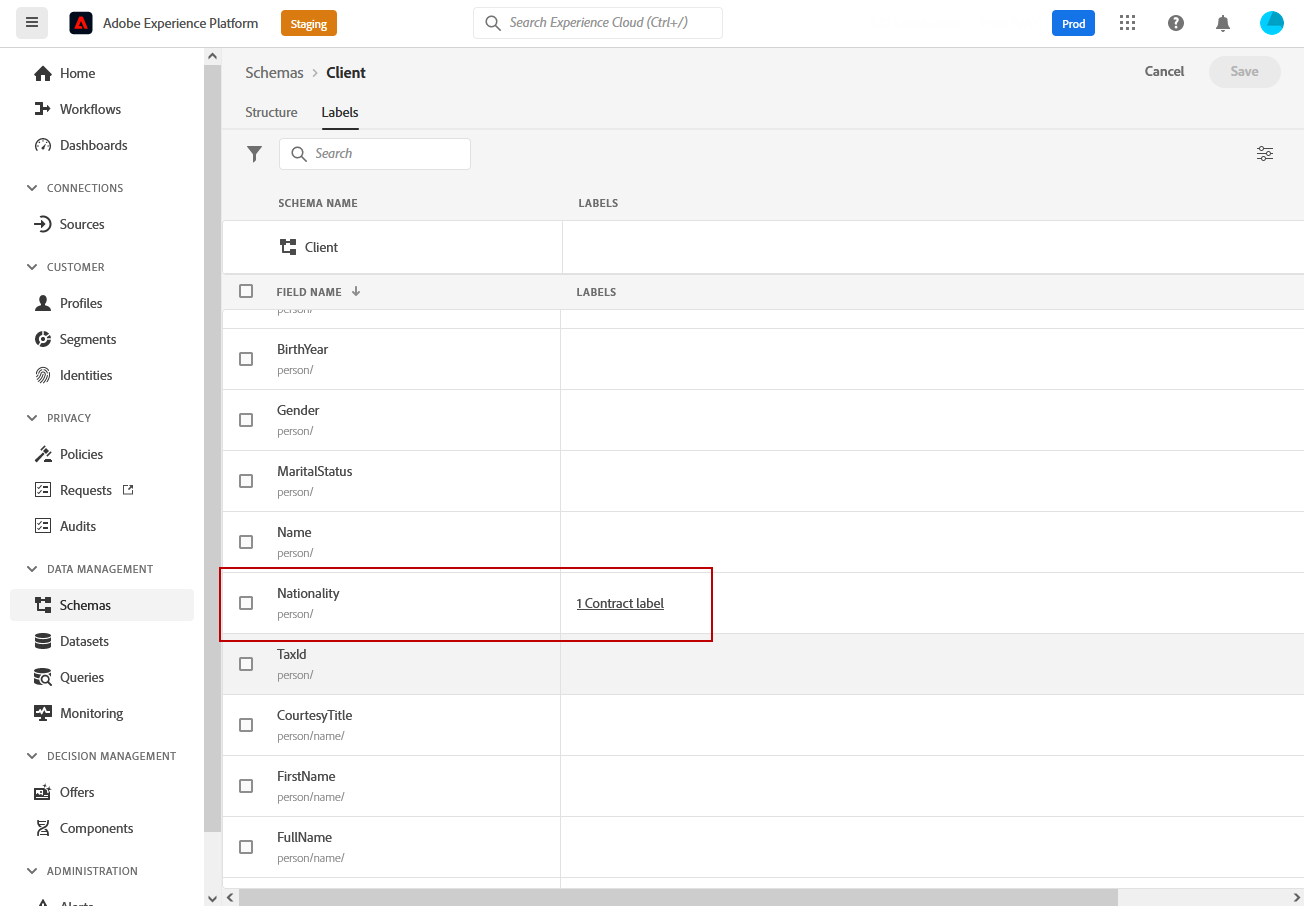 Adobe Experience Platform
Staging
Search Experience Cloud (Ctrl+/)
Prod
Home
Workflows
Dashboards
CONNECTIONS
Sources
CUSTOMER
Profiles
Segments
Identities
PRIVACY
Policies
Requests
Audits
DATA MANAGEMENT
Schemas
Datasets
Queries
Monitoring
DECISION MANAGEMENT
Offers
Components
ADMINISTRATION
Alerts
Schemas > Client
Cancel
Save
Structure Labels
Search
SCHEMA NAME LABELS
Client
FIELD NAME LABELS
person/
BirthYear
person/
Gender
person/
MaritalStatus
person/
Name
person/
Nationality
person/
1 Contract label
TaxId
person/
CourtesyTitle
person/name/
FirstName
person/name/
FullName
person/name/